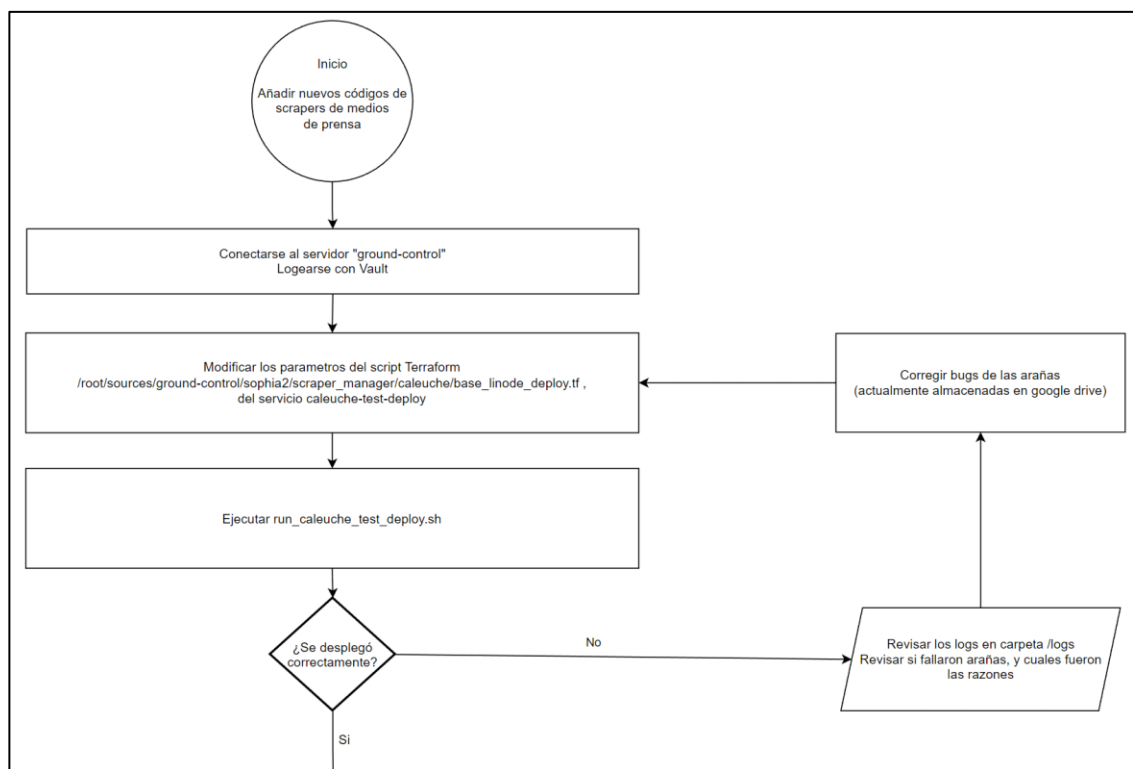 Inicio
Añadir nuevos códigos de
scrapers de medios
de prensa
Conectarse al servidor "ground-control"
Logearse con Vault
Modificar los parametros del script Terraform
/root/sources/ground-control/sophia2/scraper_manager/caleuche/base_linode_deploy.tf ,
del servicio caleuche-test-deploy
Corregir bugs de las arañas
(actualmente almacenadas en google drive)
Ejecutar run_caleuche_test_deploy.sh
¿Se desplegó
correctamente?
No
Revisar los logs en carpeta /logs
Revisar si fallaron arañas, y cuales fueron
las razones
Si